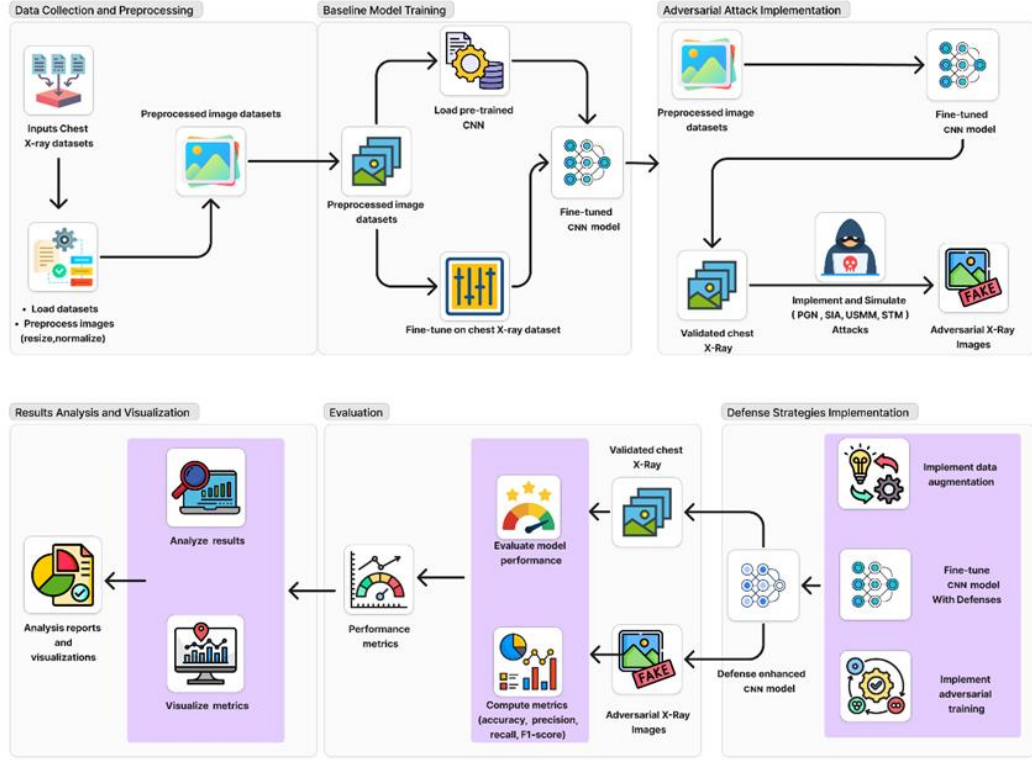 Data Collection and Preprocessing
Inputs Chest
X-ray datasets
• Load datasets
• Preprocess images
(resize,normalize)
Preprocessed image datasets
Baseline Model Training
Preprocessed image
datasets
Load pre-trained
CNN
Fine-tune on chest X-ray dataset
Fine-tuned
CNN model
Adversarial Attack Implementation
Preprocessed image
datasets
Fine-tuned
CNN model
Validated chest
X-Ray
Implement and Simulate
( PGN , SIA, USMM, STM )
Attacks
FAKE
Adversarial X-Ray
Images
Results Analysis and Visualization
Analysis reports
and
visualizations
Analyze results
Visualize metrics
Evaluation
Performance
metrics
Evaluate model
performance
Compute metrics
(accuracy, precision,
recall, F1-score)
Validated chest
X-Ray
FAKE
Adversarial X-Ray
Images
Defense Strategies Implementation
Defense enhanced
CNN model
Implement data
augmentation
Fine-tune
CNN model
With Defenses
Implement
adversarial
training